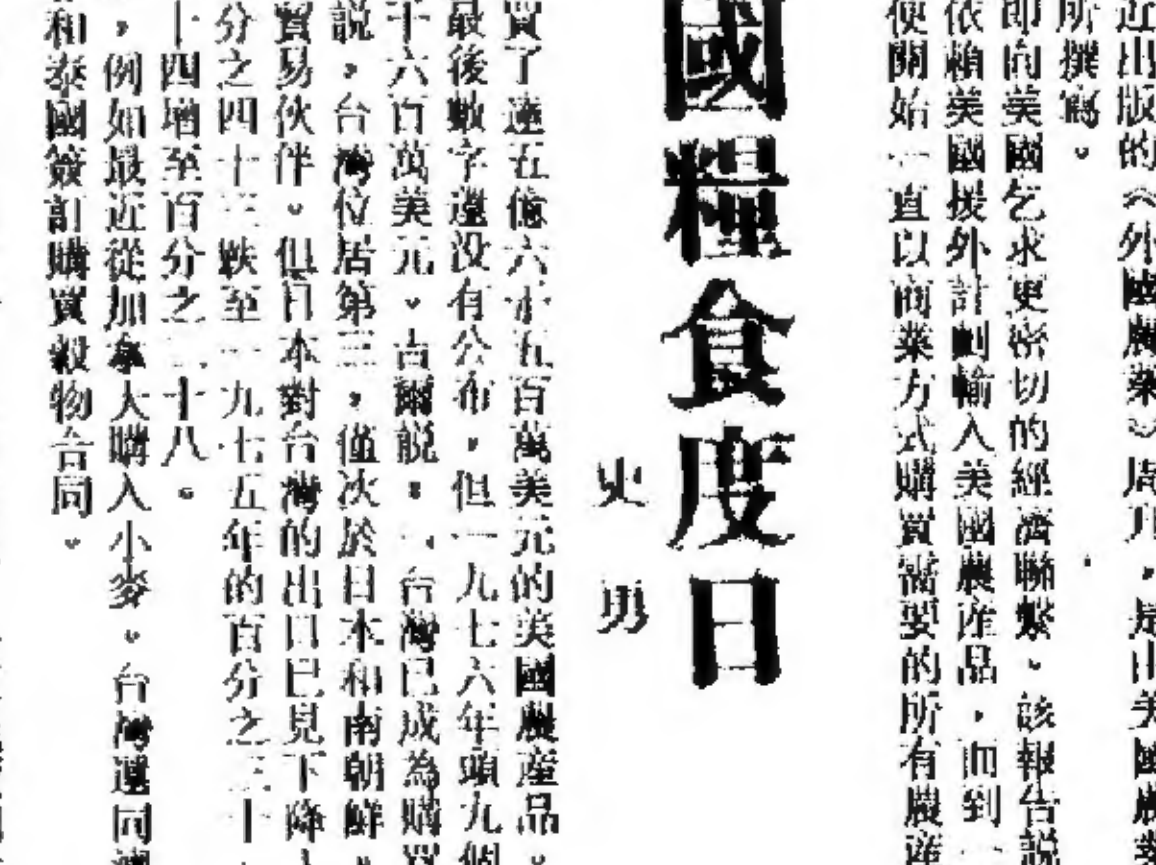 近出版的《外國農業》周刊，是由美國農業
所撰寫。
即向美國乞求更密切的經濟聯繫。該報告説
依賴美國援外計劃輸入美國農產品，而到一
便開始一直以商業方式購買需要的所有農產
國糧食度日
史勇
買了達五億六千五百萬美元的美國農產品。
最後數字還没有公布，但一九七六年頭九個
十六百萬美元。古爾説：「台灣已成為購買
説，台灣位居第三，僅次於日本和南朝鮮。
貿易伙伴。但日本對台灣的出口已見下降，
分之四十三跌至一九七五年的百分之三十
十四增至百分之二十八。
，例如最近從加拿大購入小麥。台灣還同澳
和泰國簽訂購買穀物合同。